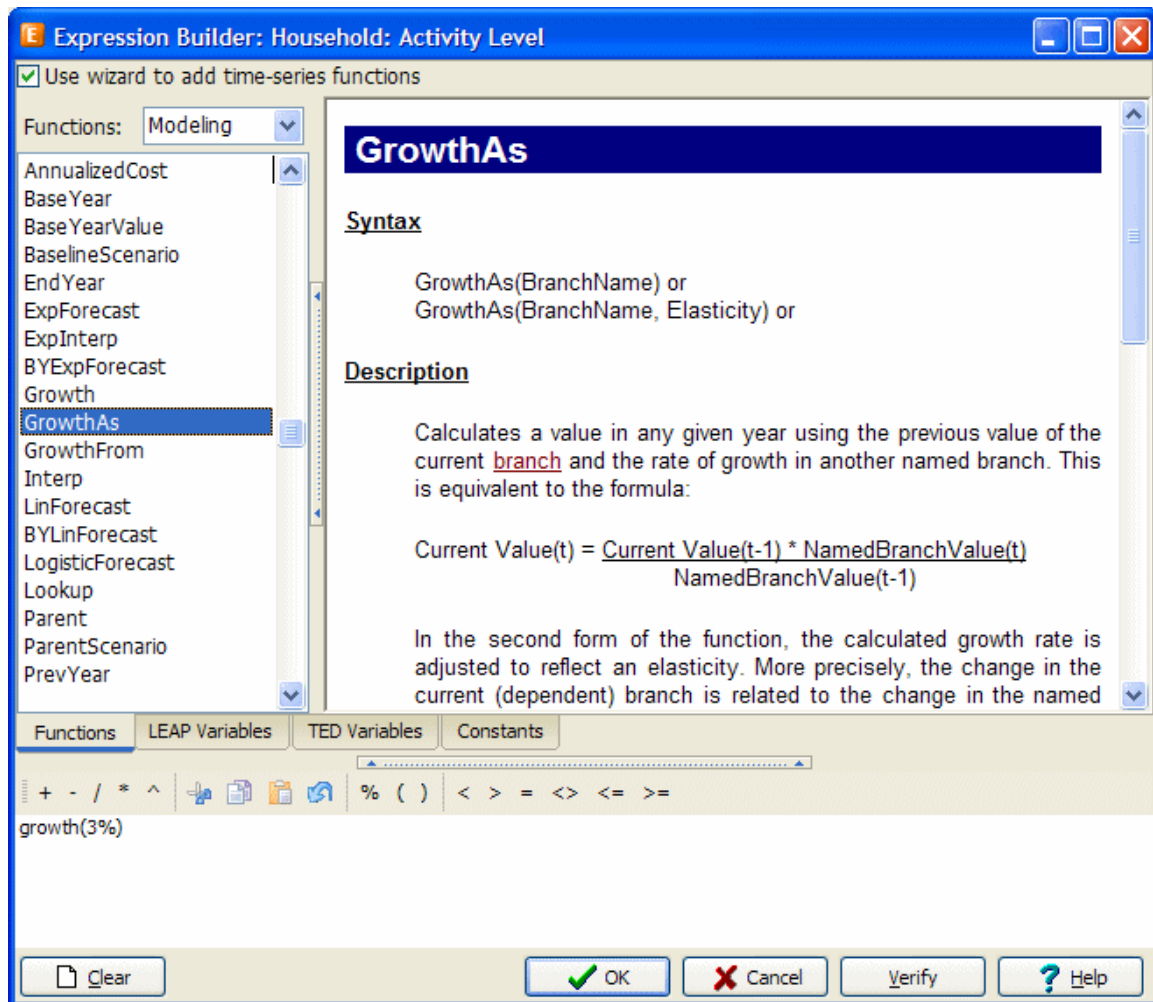 Expression Builder: Household: Activity Level
Use wizard to add time-series functions
Functions: Modeling
AnnualizedCost
BaseYear
BaseYearValue
BaselineScenario
EndYear
ExpForecast
ExpInterp
BYExpForecast
Growth
GrowthAs
GrowthFrom
Interp
LinForecast
BYLinForecast
LogisticForecast
Lookup
Parent
ParentScenario
PrevYear
GrowthAs
Syntax
GrowthAs(BranchName) or
GrowthAs(BranchName, Elasticity) or
Description
Calculates a value in any given year using the previous value of the
current branch and the rate of growth in another named branch. This
is equivalent to the formula:
Current Value(t) = Current Value(t-1) * NamedBranchValue(t)
NamedBranchValue(t-1)
In the second form of the function, the calculated growth rate is
adjusted to reflect an elasticity. More precisely, the change in the
current (dependent) branch is related to the change in the named
Functions LEAP Variables TED Variables Constants
+ - / * ^ % ( ) < > = <> <= >=
growth(3%)
Clear OK Cancel Verify Help